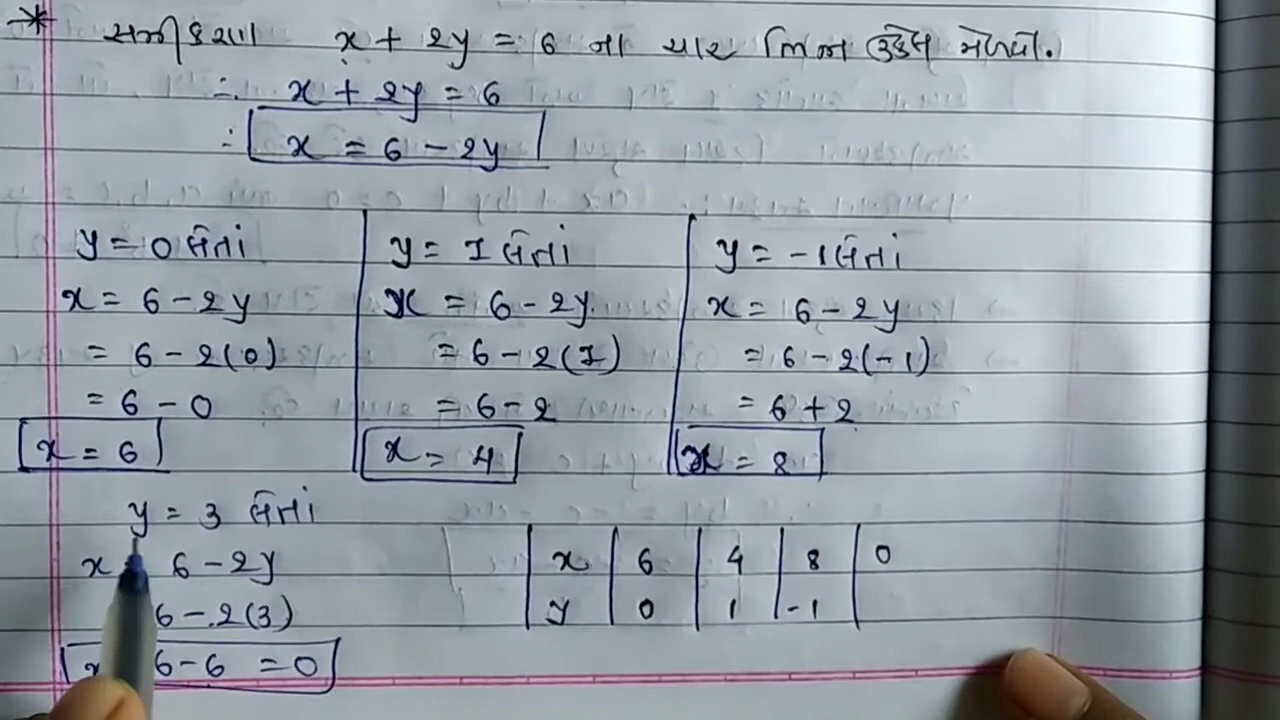 * સમીકરણ x + 2y = 6 ના ચાર ભિન્ન ઉકેલ મેળવો.
∴ x + 2y = 6
∴ x = 6 - 2y
y = 0 લેતાં
x = 6 - 2y
= 6 - 2(0)
= 6 - 0
x = 6
y = 1 લેતાં
x = 6 - 2y
= 6 - 2(1)
= 6 - 2
x = 4
y = -1 લેતાં
x = 6 - 2y
= 6 - 2(-1)
= 6 + 2
x = 8
y = 3 લેતાં
x 6 - 2y
6 - 2(3)
x 6 - 6 = 0
x 6 4 8 0
y 0 1 -1